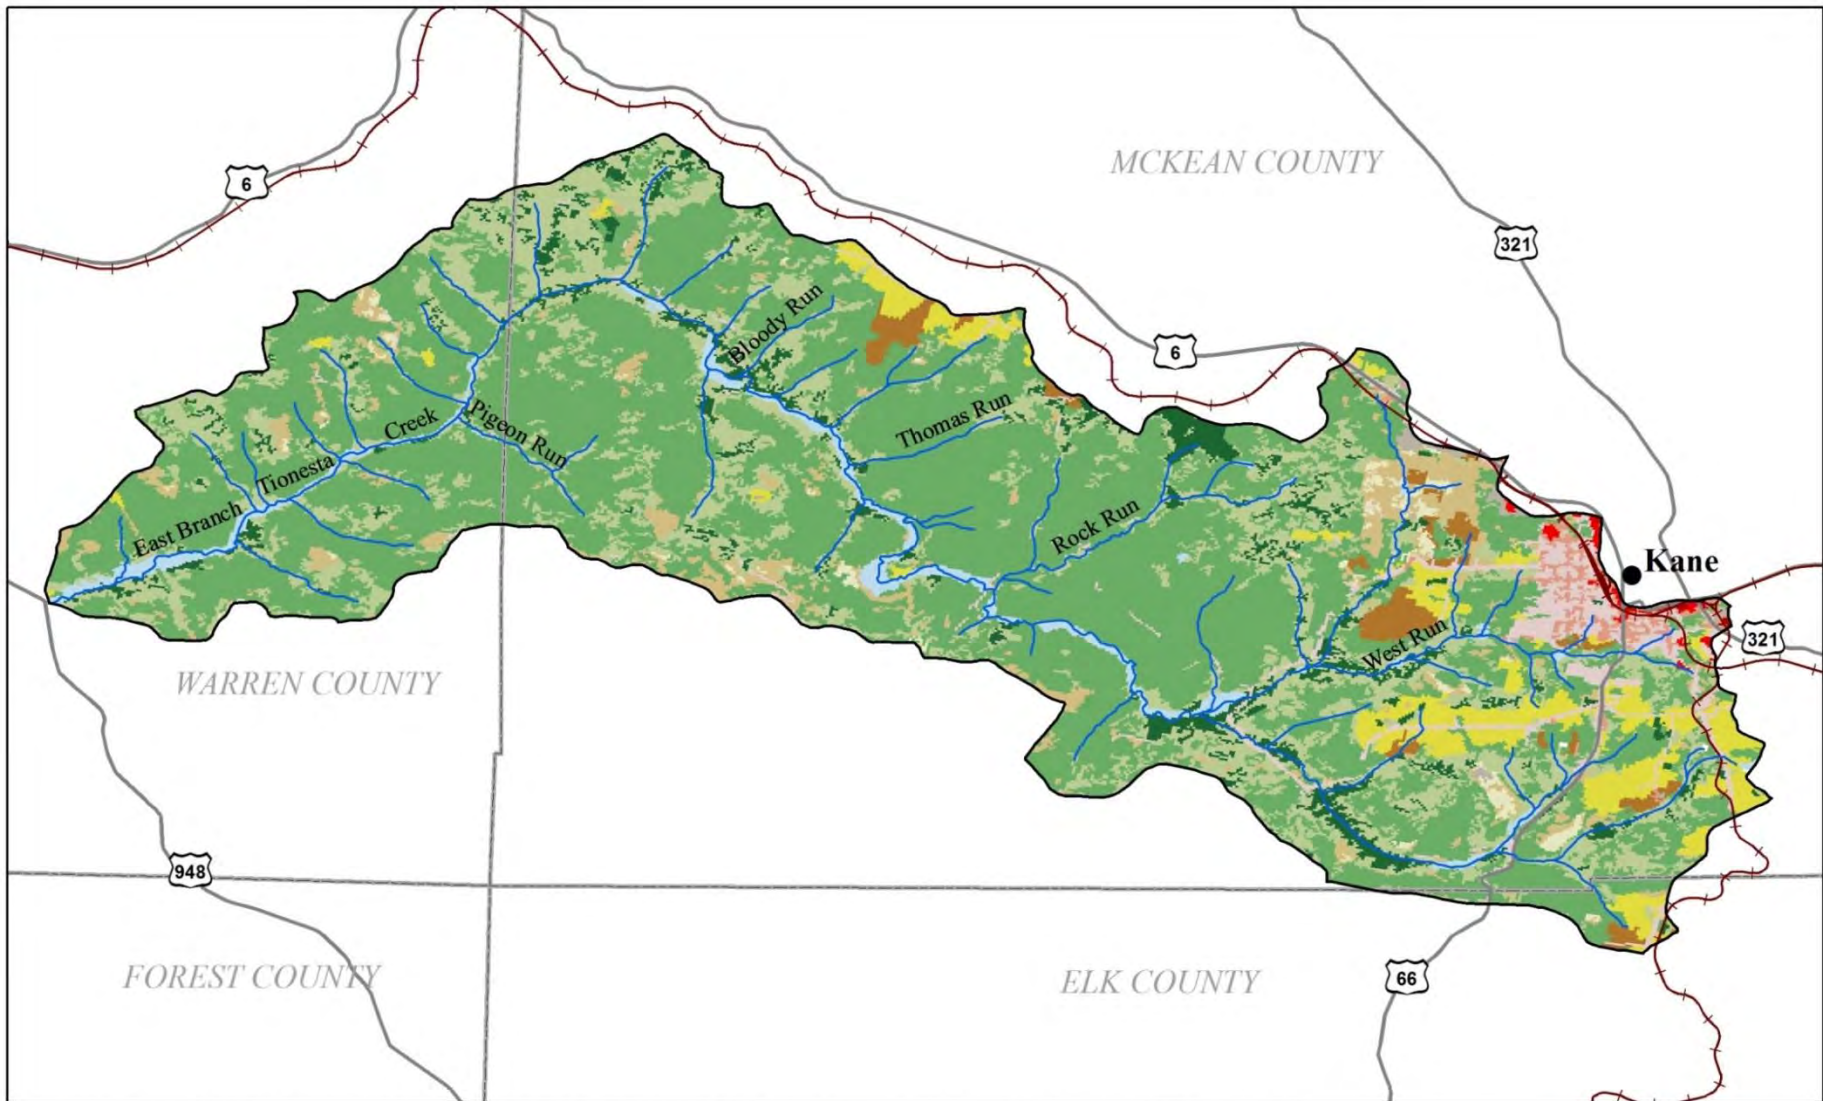 MCKEAN COUNTY
6
321
Bloody Run
6
Thomas Run
Creek
Pigeon Run
Tionesta
East Branch
Rock Run
Kane
321
West Run
WARREN COUNTY
948
FOREST COUNTY
ELK COUNTY
66